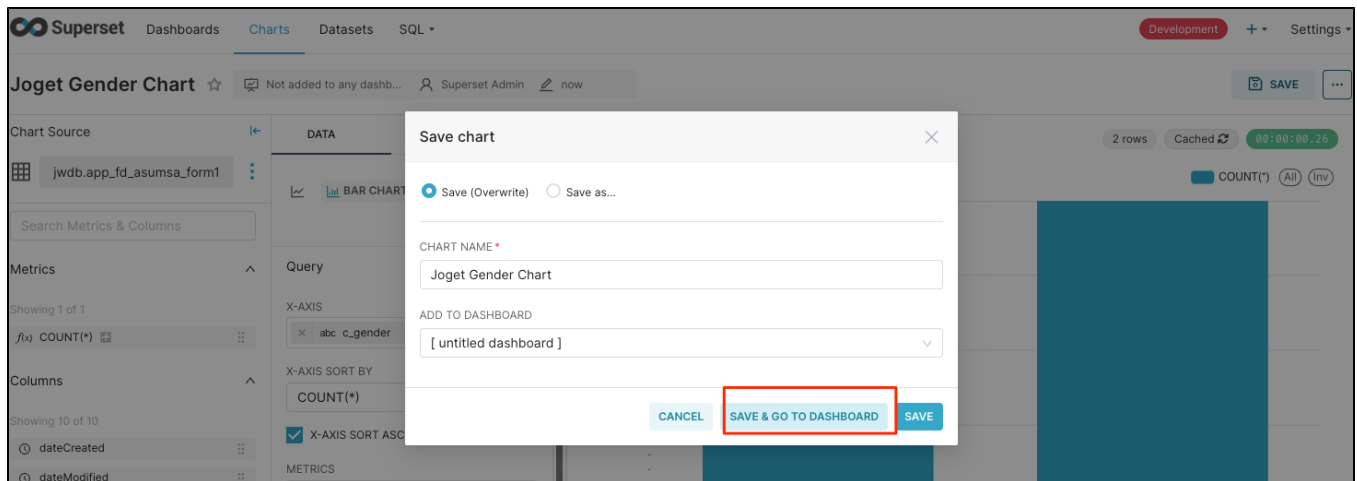 Superset Dashboards Charts Datasets SQL Development + Settings
Joget Gender Chart Not added to any dashb... Superset Admin now SAVE ...
Chart Source DATA Save chart 2 rows Cached 00:00:00.26
jwdb.app_fd_asumsa_form1 BAR CHART Save (Overwrite) Save as... COUNT(*) All Inv
Search Metrics & Columns
CHART NAME *
Metrics Query Joget Gender Chart
Showing 1 of 1 X-AXIS ADD TO DASHBOARD
f(x) COUNT(*) abc c_gender [ untitled dashboard ]
Columns X-AXIS SORT BY
COUNT(*)
Showing 10 of 10 CANCEL SAVE & GO TO DASHBOARD SAVE
dateCreated X-AXIS SORT ASC
dateModified METRICS